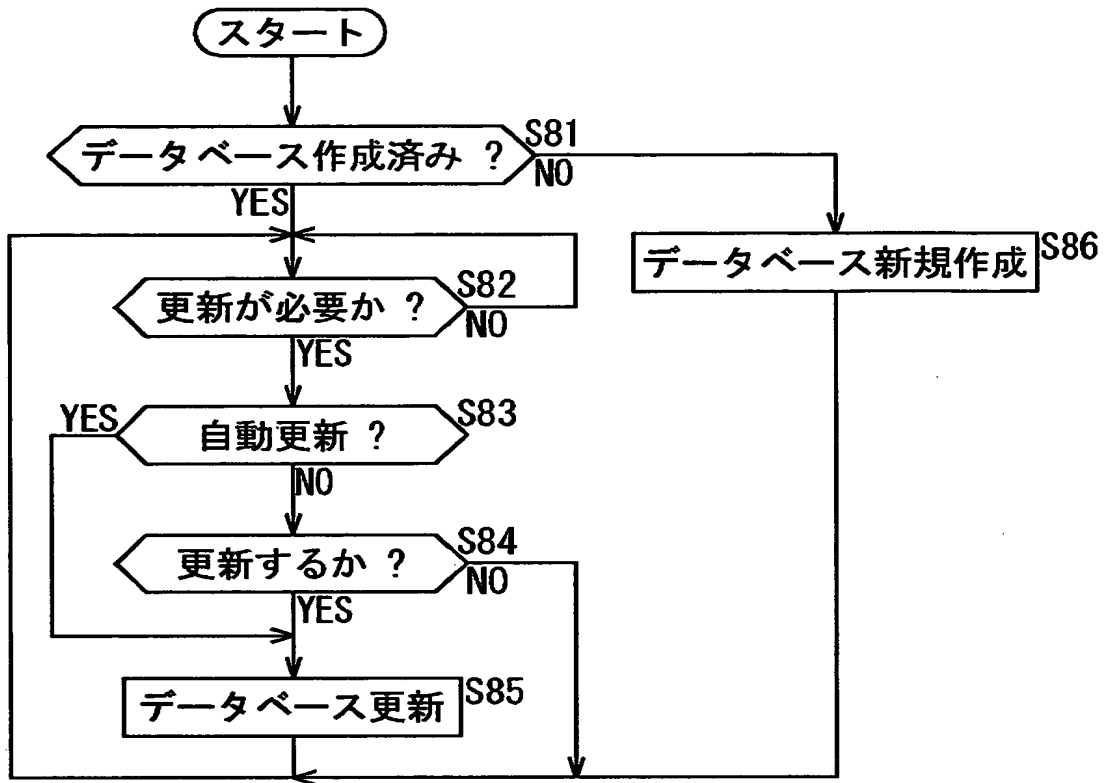 スタート
データベース作成済み ?
S81
NO
YES
データベース新規作成
S86
更新が必要か ?
S82
NO
YES
自動更新 ?
S83
YES
NO
更新するか ?
S84
NO
YES
データベース更新
S85